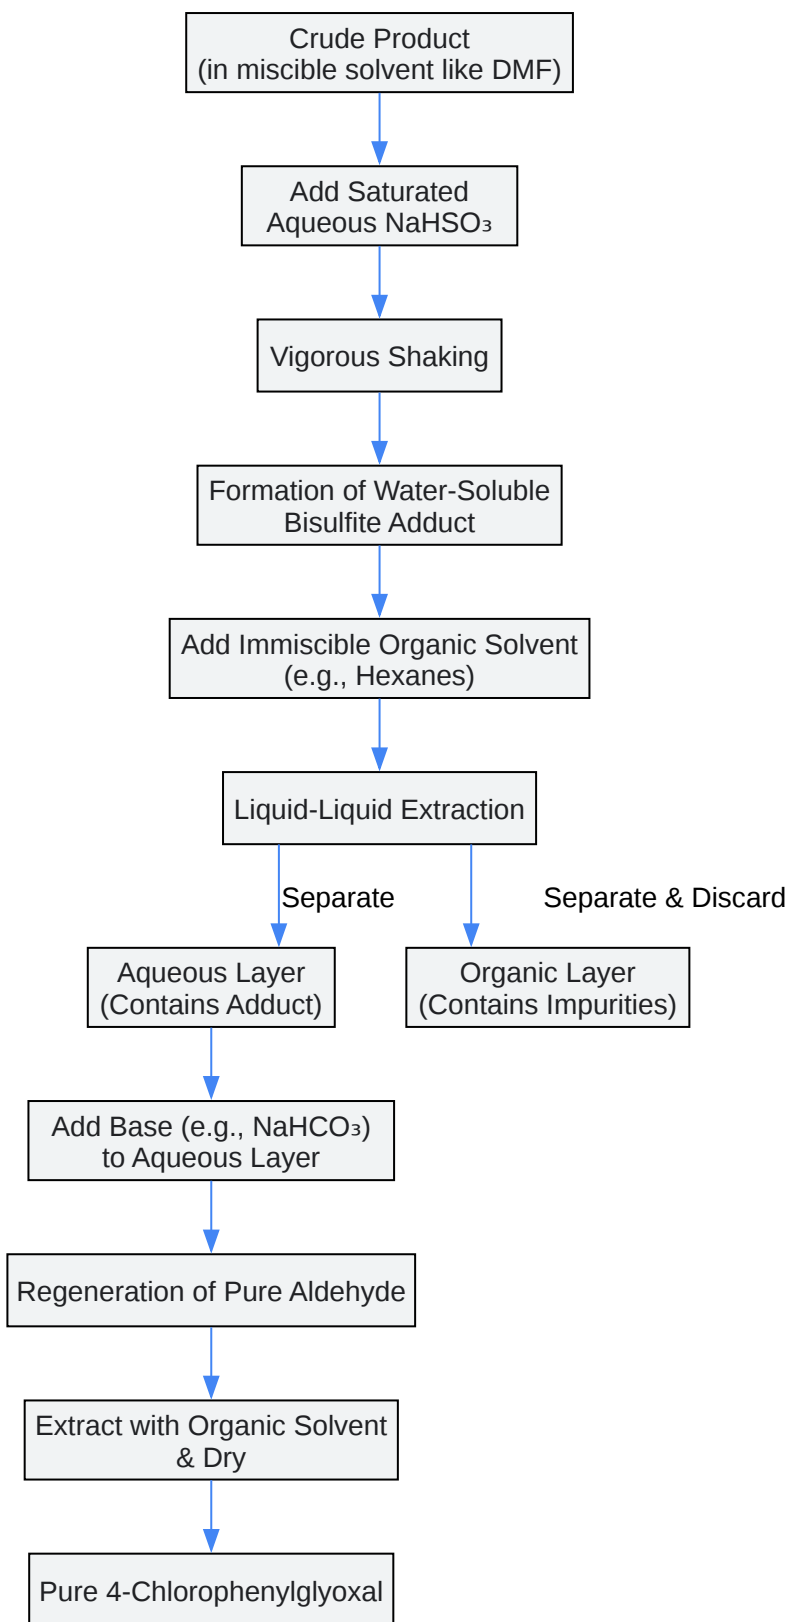 Crude Product
(in miscible solvent like DMF)
Add Saturated
Aqueous NaHSO₃
Vigorous Shaking
Formation of Water-Soluble
Bisulfite Adduct
Add Immiscible Organic Solvent
(e.g., Hexanes)
Liquid-Liquid Extraction
Separate
Separate & Discard
Aqueous Layer
(Contains Adduct)
Organic Layer
(Contains Impurities)
Add Base (e.g., NaHCO₃)
to Aqueous Layer
Regeneration of Pure Aldehyde
Extract with Organic Solvent
& Dry
Pure 4-Chlorophenylglyoxal